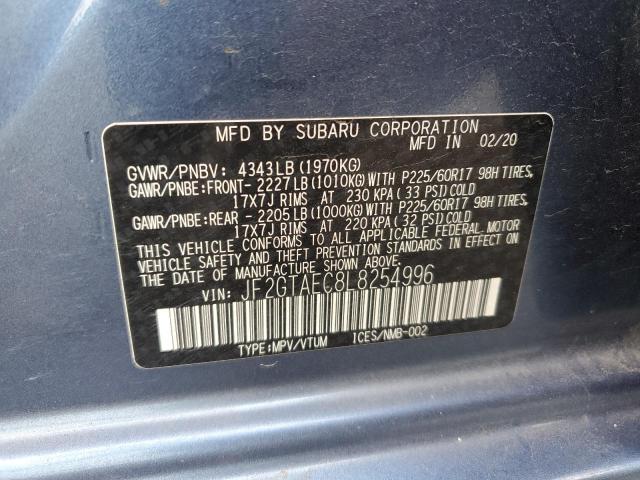 MFD BY SUBARU CORPORATION
MFD IN 02/20
GVWR/PNBV: 4343LB(1970KG)
GAWR/PNBE:FRONT- 2227LB(1010KG)WITH P225/60R17 98H TIRES,
17X7J RIMS AT 230 KPA(33 PSI)COLD
GAWR/PNBE:REAR - 2205LB(1000KG)WITH P225/60R17 98H TIRES,
17X7J RIMS AT 220 KPA(32 PSI)COLD
THIS VEHICLE CONFORMS TO ALL APPLICABLE FEDERAL MOTOR
VEHICLE SAFETY AND THEFT PREVENTION STANDARDS IN EFFECT
ON THE DATE OF MANUFACTURE SHOWN ABOVE.
VIN: JF2GTAEC8L8254996
TYPE:MPV/VTUM ICES/NMB-002